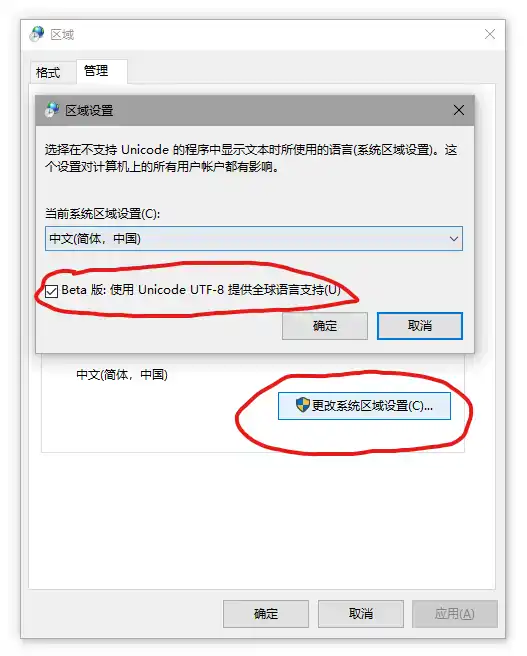 区域
格式
管理
区域设置
选择在不支持 Unicode 的程序中显示文本时所使用的语言(系统区域设置)。这
个设置对计算机上的所有用户帐户都有影响。
当前系统区域设置(C):
中文(简体，中国)
Beta 版: 使用 Unicode UTF-8 提供全球语言支持(U)
确定
取消
中文(简体，中国)
更改系统区域设置(C)...
确定
取消
应用(A)